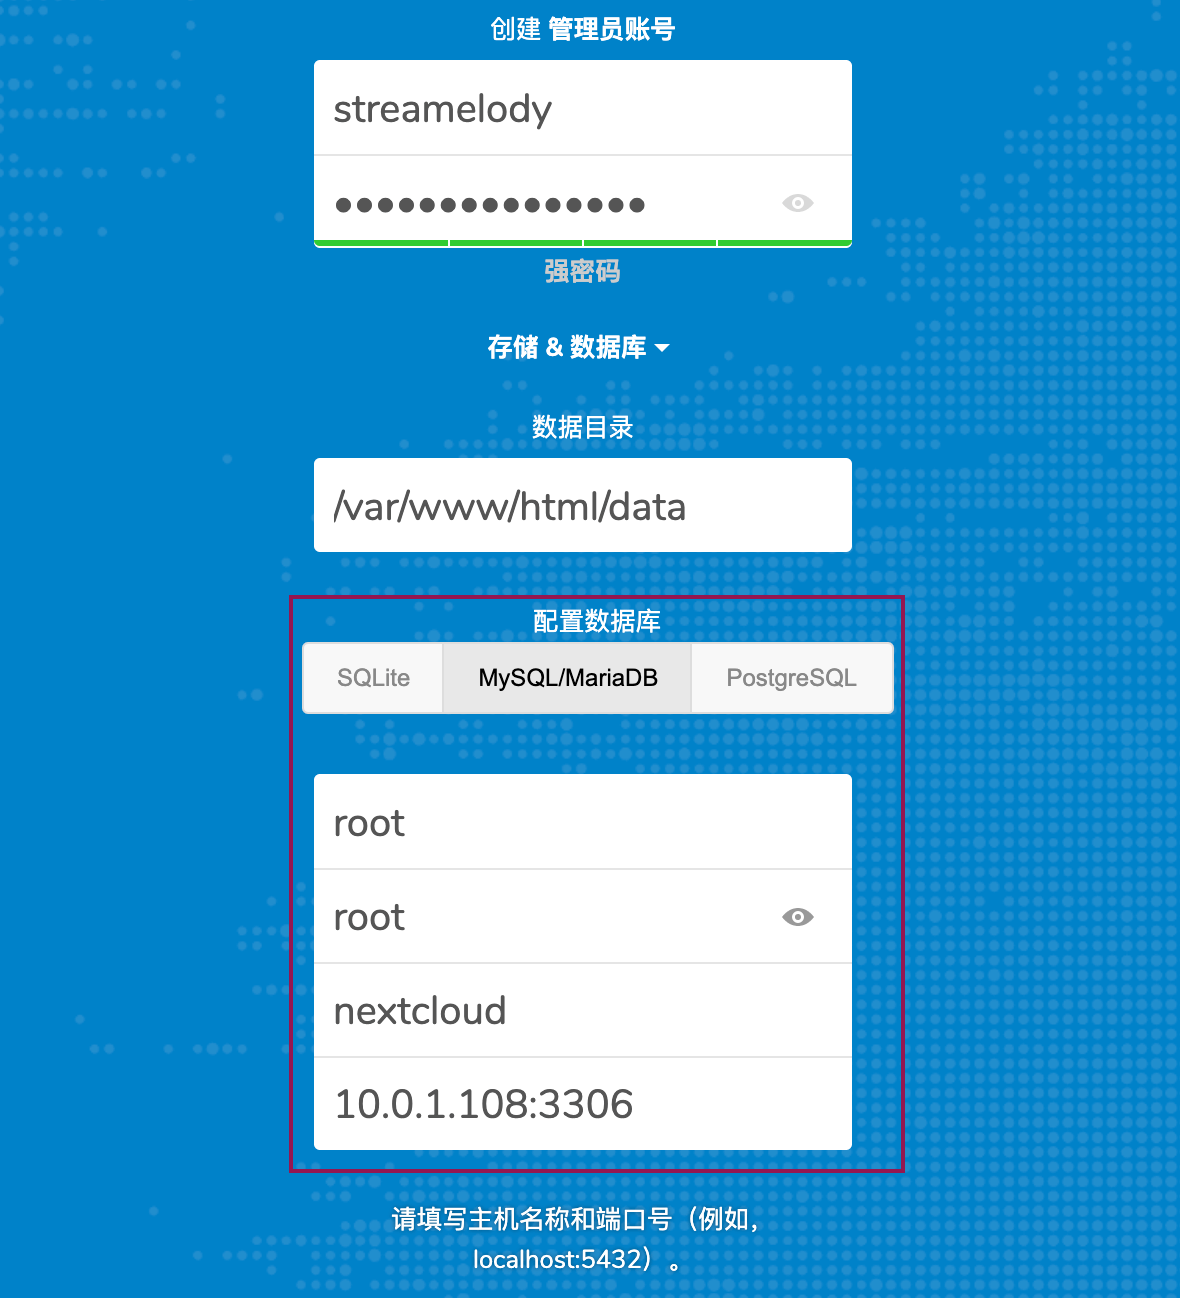 创建 管理员账号
streamelody
●●●●●●●●●●●●●●●
强密码
存储 & 数据库
数据目录
/var/www/html/data
配置数据库
SQLite MySQL/MariaDB PostgreSQL
root
root
nextcloud
10.0.1.108:3306
请填写主机名称和端口号（例如，
localhost:5432）。